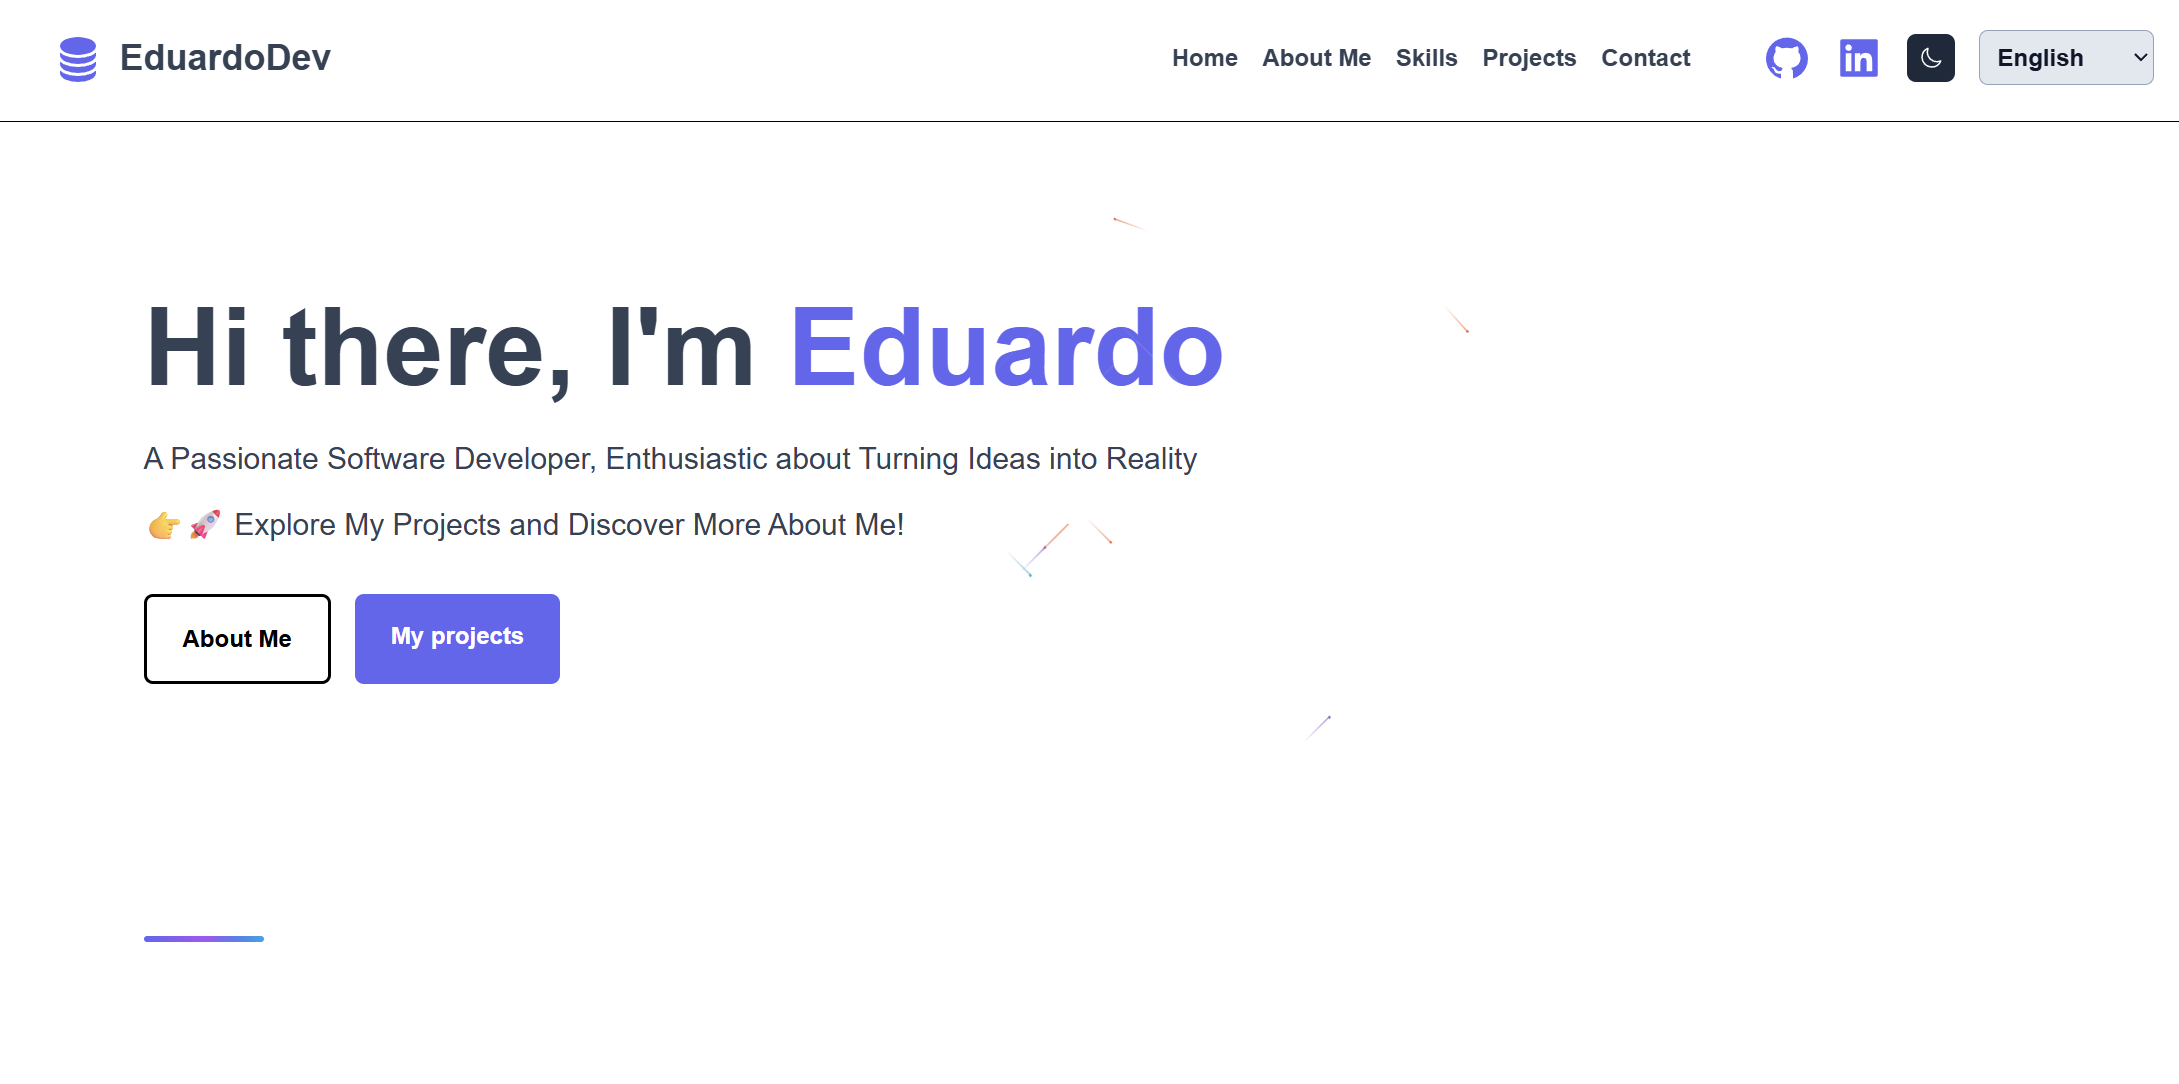 EduardoDev
Home About Me Skills Projects Contact
English
Hi there, I'm Eduardo
A Passionate Software Developer, Enthusiastic about Turning Ideas into Reality
👉🚀 Explore My Projects and Discover More About Me!
About Me
My projects